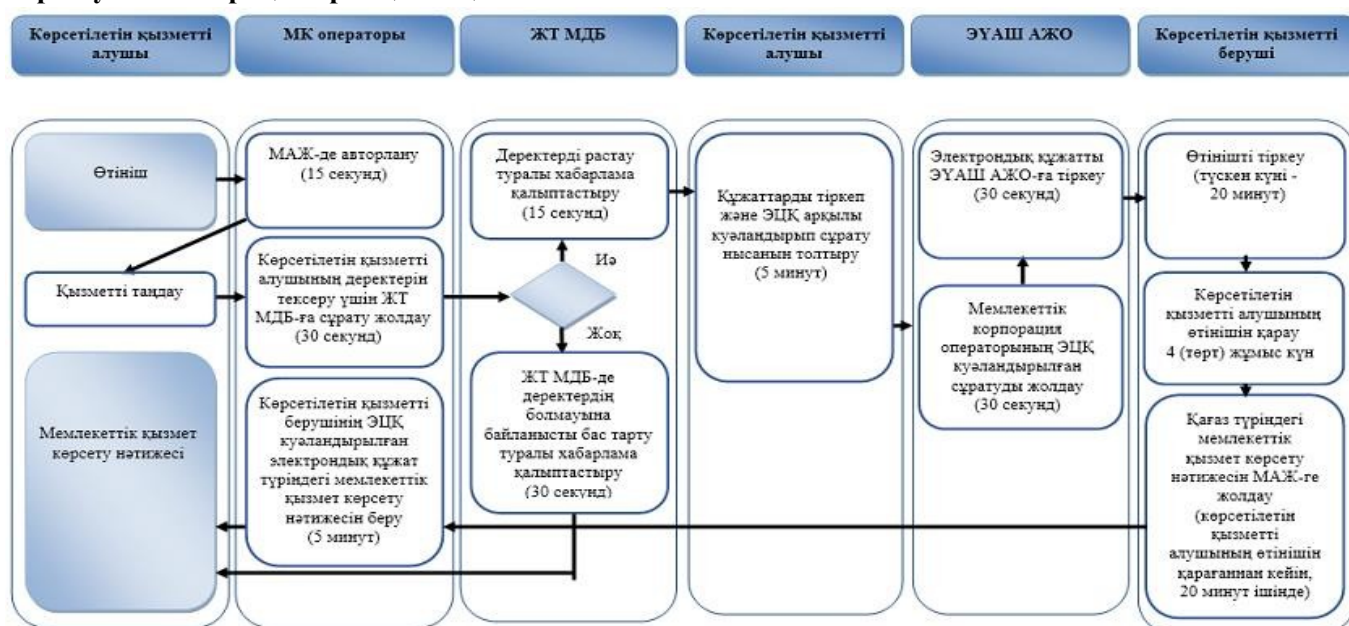 Көрсетілетін қызметті
алушы
МК операторы
ЖТ МДБ
Көрсетілетін қызметті
алушы
ЭҮАШ АЖО
Көрсетілетін қызметті
беруші
Өтініш
МАЖ-де авторлану
(15 секунд)
Деректерді растау
туралы хабарлама
қалыптастыру
(15 секунд)
Құжаттарды тіркеп
және ЭЦҚ арқылы
куәландырып сұрату
нысанын толтыру
(5 минут)
Электрондық құжатты
ЭҮАШ АЖО-ға тіркеу
(30 секунд)
Өтінішті тіркеу
(түскен күні -
20 минут)
Қызметті таңдау
Көрсетілетін қызметті
алушының деректерін
тексеру үшін ЖТ
МДБ-ға сұрату жолдау
(30 секунд)
Иә
Жоқ
Мемлекеттік
корпорация
операторының ЭЦҚ
куәландырылған
сұратуды жолдау
(30 секунд)
Көрсетілетін
қызметті алушының
өтінішін қарау
4 (төрт) жұмыс күн
Мемлекеттік қызмет
көрсету нәтижесі
Көрсетілетін қызметті
берушінің ЭЦҚ
куәландырылған
электрондық құжат
түріндегі мемлекеттік
қызмет көрсету
нәтижесін беру
(5 минут)
ЖТ МДБ-де
деректердің
болмауына
байланысты бас тарту
туралы хабарлама
қалыптастыру
(30 секунд)
Қағаз түріндегі
мемлекеттік
қызмет көрсету
нәтижесін МАЖ-ге
жолдау
(көрсетілетін
қызметті
алушының өтінішін
қарағаннан кейін,
20 минут ішінде)